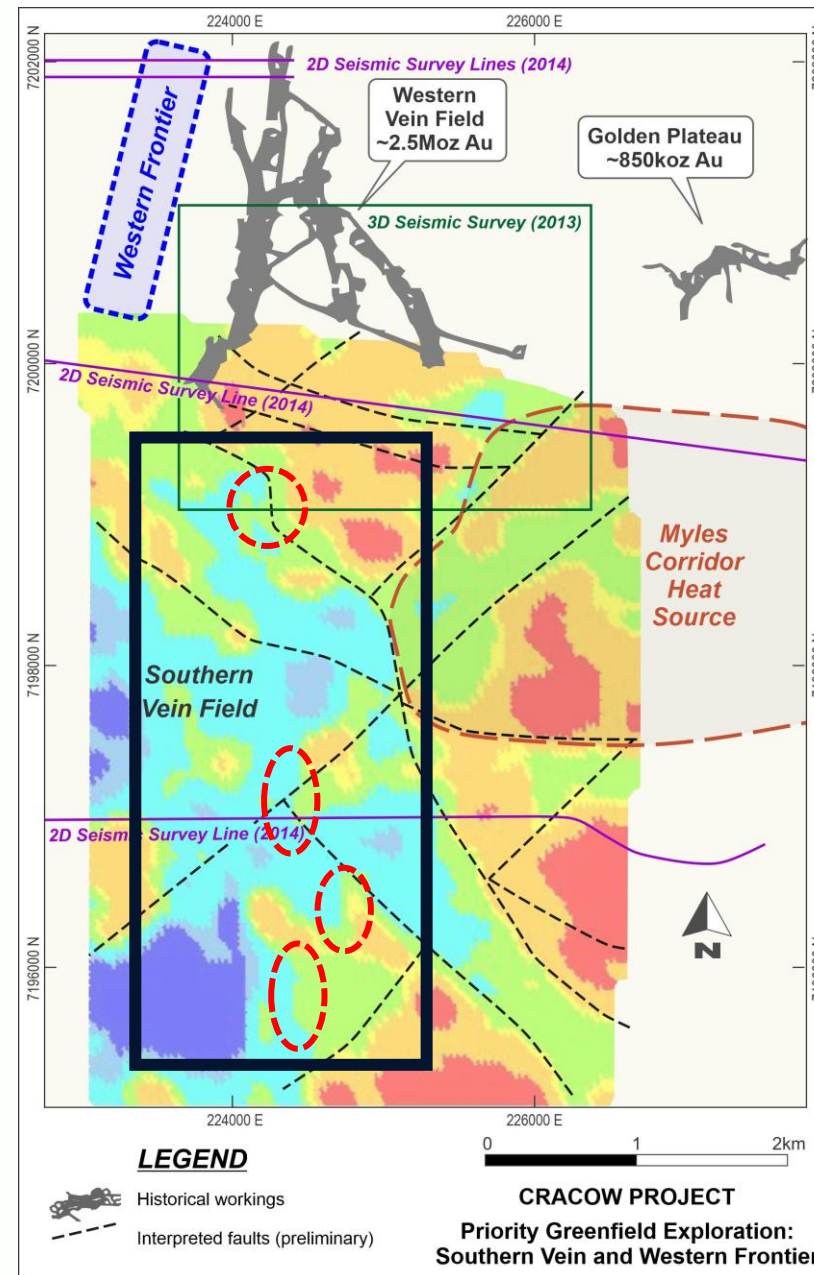 224000 E
226000 E
7202000 N
2D Seismic Survey Lines (2014)
Western Frontier
Western
Vein Field
~2.5Moz Au
Golden Plateau
~850koz Au
3D Seismic Survey (2013)
7200000 N
2D Seismic Survey Line (2014)
Myles
Corridor
Heat
Source
7198000 N
Southern
Vein Field
2D Seismic Survey Line (2014)
N
7196000 N
224000 E
226000 E
LEGEND
Historical workings
Interpreted faults (preliminary)
0 1 2km
CRACOW PROJECT
Priority Greenfield Exploration:
Southern Vein and Western Frontier